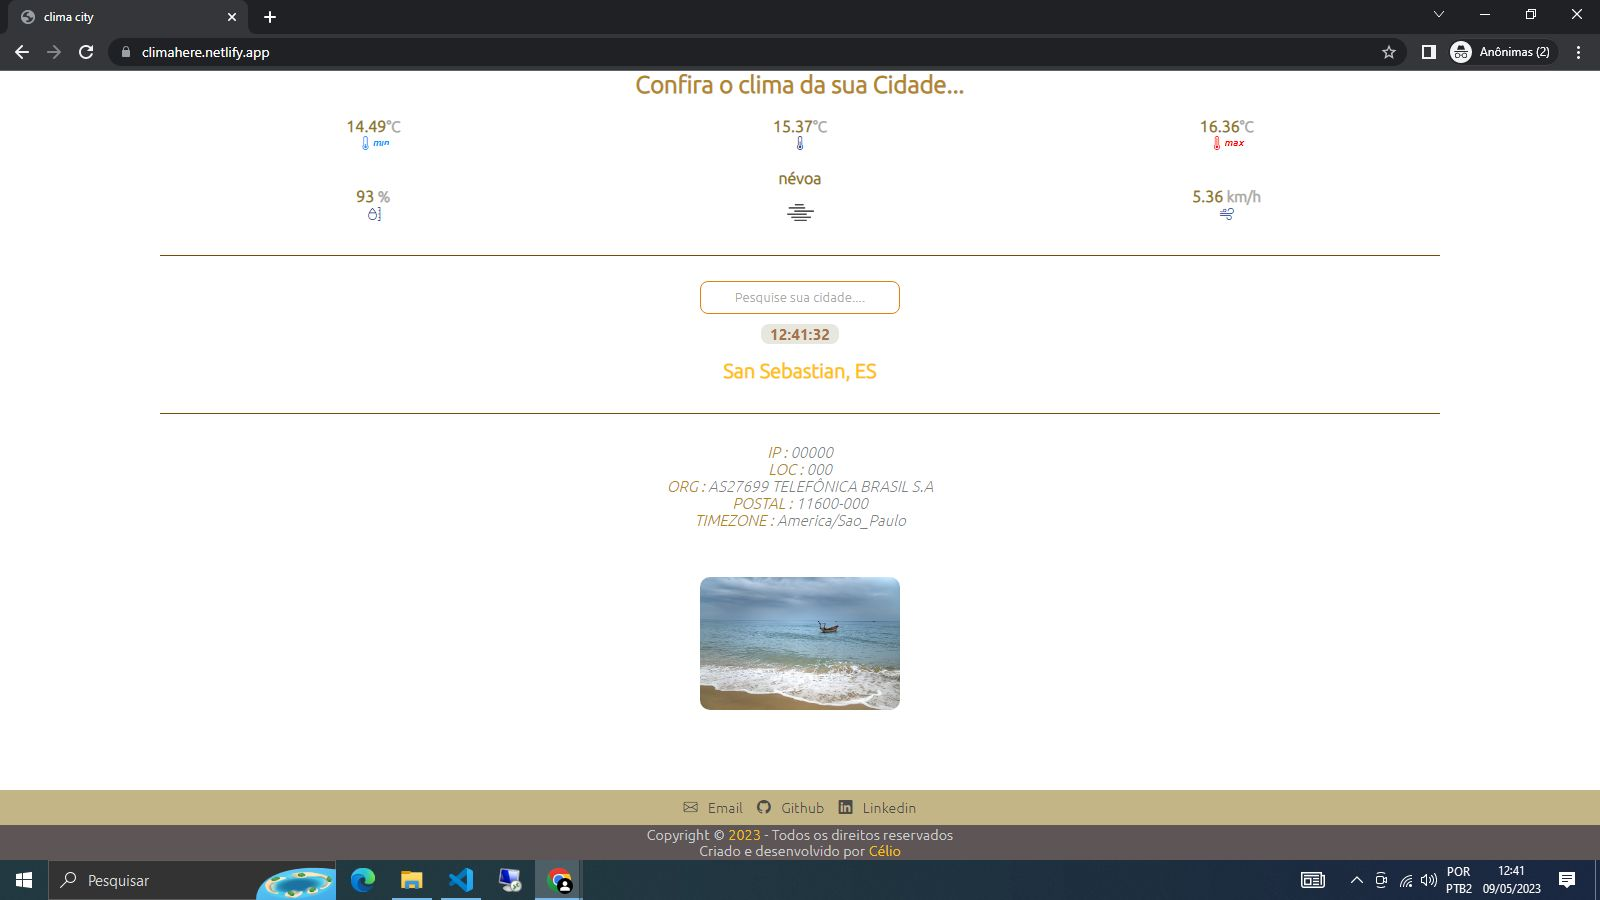 clima city
climahere.netlify.app
Anônimas (2)
Confira o clima da sua Cidade...
14.49°C
min
15.37°C
16.36°C
max
93 %
névoa
5.36 km/h
Pesquise sua cidade....
12:41:32
San Sebastian, ES
IP : 00000
LOC : 000
ORG : AS27699 TELEFÔNICA BRASIL S.A
POSTAL : 11600-000
TIMEZONE : America/Sao_Paulo
Email Github Linkedin
Copyright © 2023 - Todos os direitos reservados
Criado e desenvolvido por Célio
Pesquisar
POR
PTB2
12:41
09/05/2023